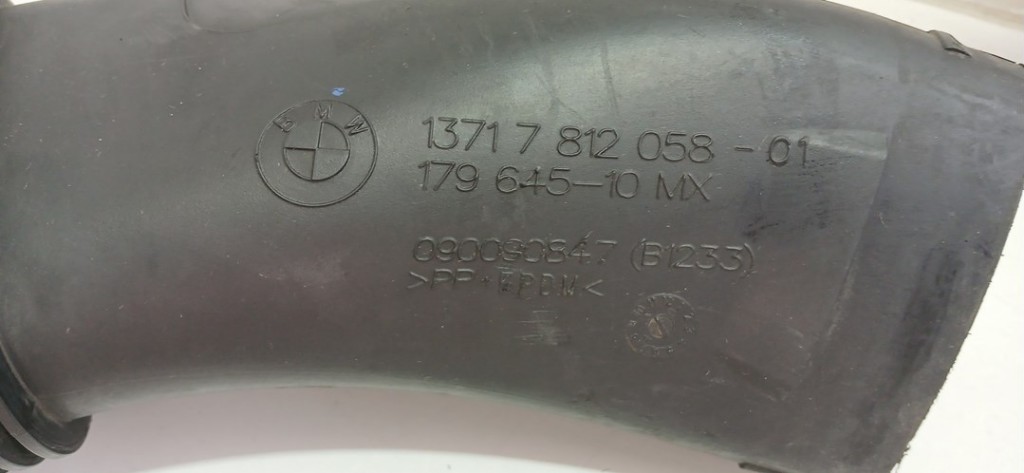 BMW
1371 7 812 058 - 01
179 645-10 MX
090090847 (B1233)
>PP+EPDM<